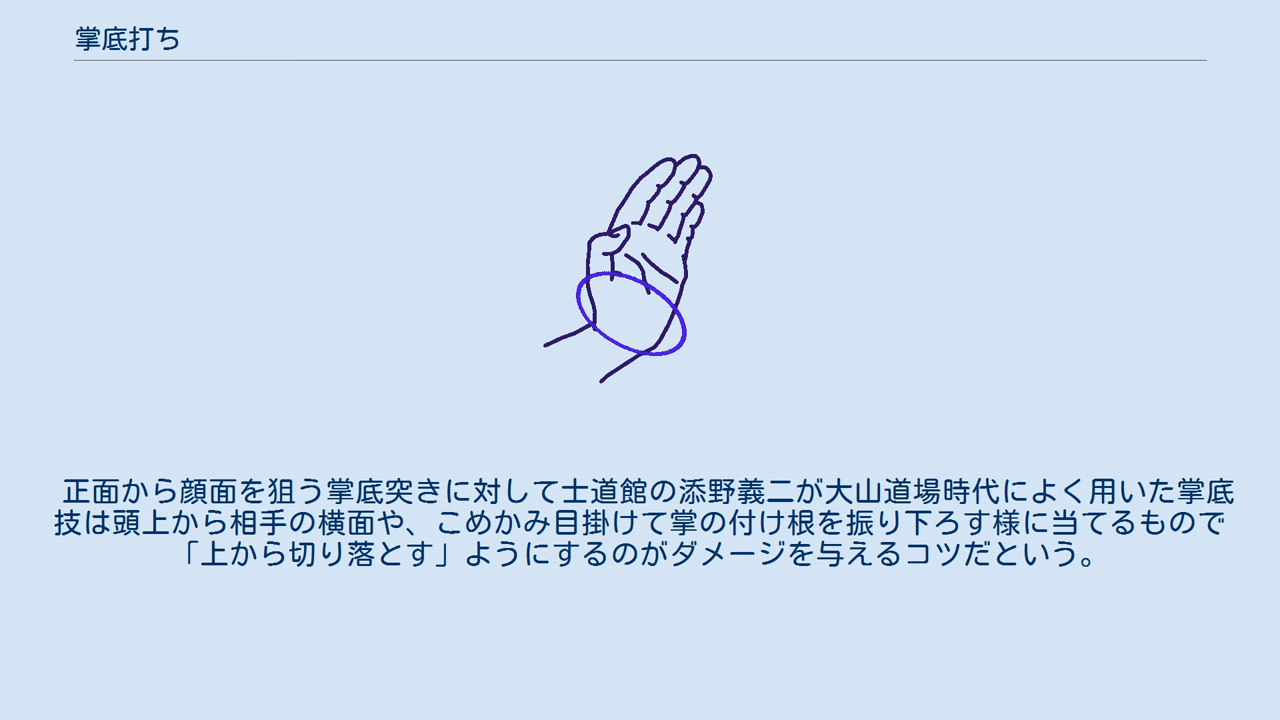 掌底打ち
正面から顔面を狙う掌底突きに対して士道館の添野義二が大山道場時代によく用いた掌底
技は頭上から相手の横面や、こめかみ目掛けて掌の付け根を振り下ろす様に当てるもので
「上から切り落とす」ようにするのがダメージを与えるコツだという。